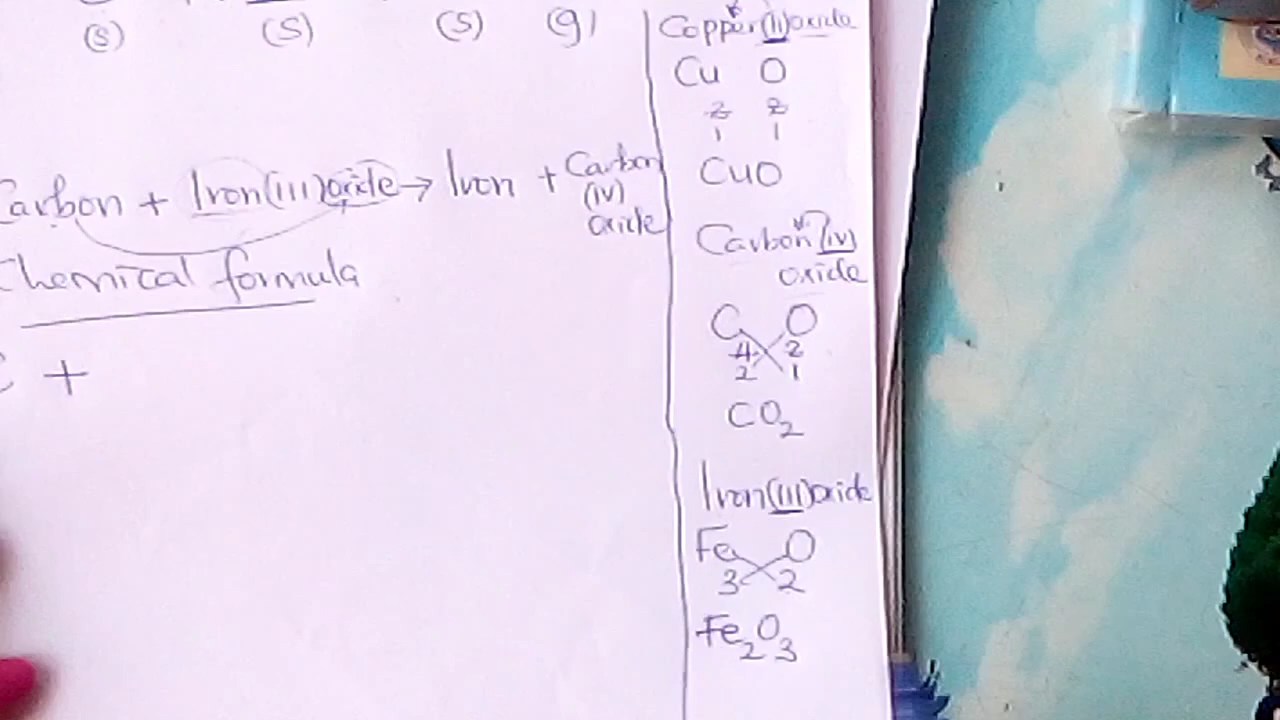 (s) (s) (s) (g)
Carbon + Iron(III)oxide → Iron + Carbon
(IV)
oxide
Chemical formula
C +
Copper(II)oxide
Cu O
2 2
1 1
CuO
Carbon(IV)
oxide
C O
4 2
2 1
CO₂
Iron(III)oxide
Fe O
3 2
Fe₂O₃